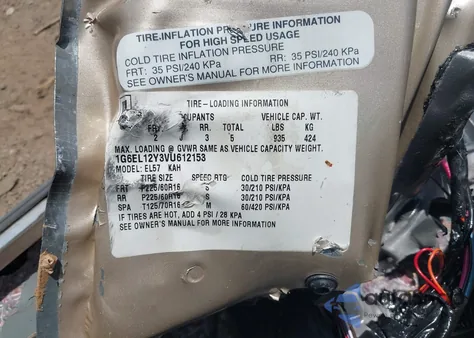 TIRE-INFLATION PRESSURE INFORMATION
FOR HIGH SPEED USAGE
COLD TIRE INFLATION PRESSURE
FRT: 35 PSI/240 KPa RR: 35 PSI/240 KPa
SEE OWNER'S MANUAL FOR MORE INFORMATION
TIRE-LOADING INFORMATION
CUPANTS VEHICLE CAP. WT.
FR. RR. TOTAL LBS KG
2 3 5 935 424
MAX. LOADING @ GVWR SAME AS VEHICLE CAPACITY WEIGHT.
1G6EL12Y3VU612153
MODEL: EL57 KAH
TIRE SIZE SPEED RTG COLD TIRE PRESSURE
FRT P225/60R16 S 30/210 PSI/KPA
RR P225/60R16 S 30/210 PSI/KPA
SPA T125/70R16 M 60/420 PSI/KPA
IF TIRES ARE HOT, ADD 4 PSI / 28 KPA
SEE OWNER'S MANUAL FOR MORE INFORMATION